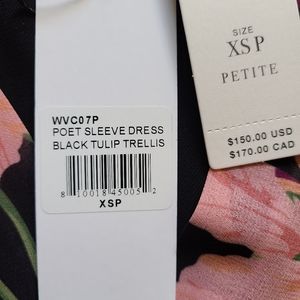 WVC07P
POET SLEEVE DRESS
BLACK TULIP TRELLIS
8 10018 45005 2
XSP
SIZE
XS P
PETITE
$150.00 USD
$170.00 CAD